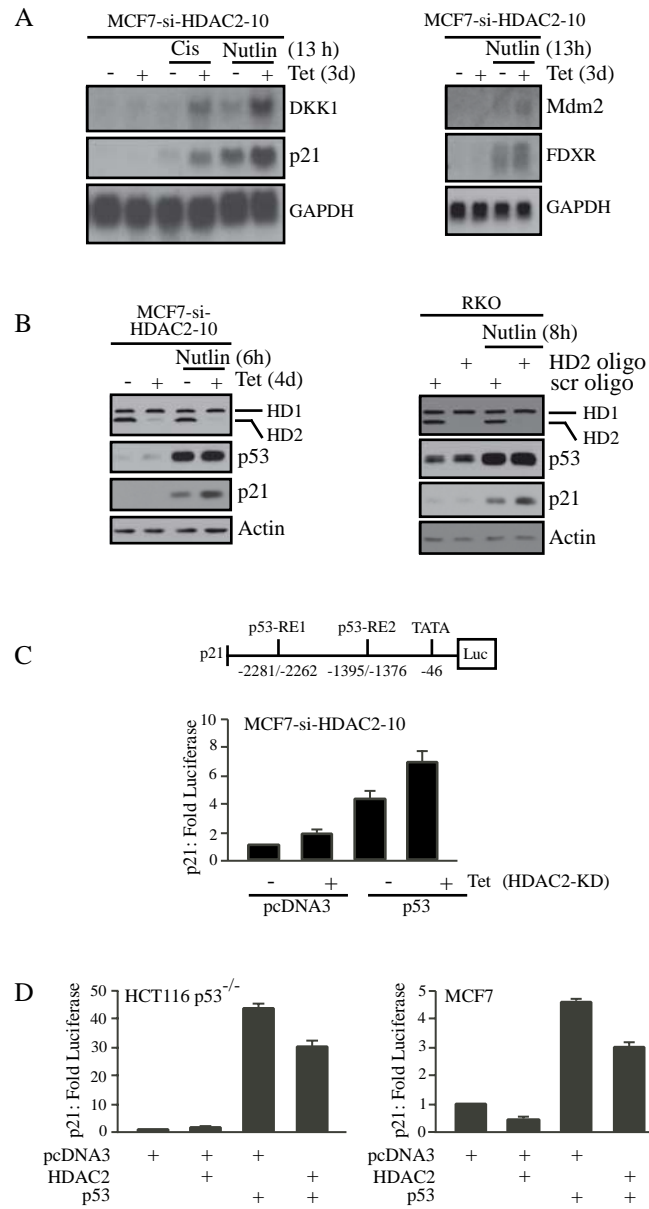 A
MCF7-si-HDAC2-10
Cis Nutlin (13 h)
- + - + - + Tet (3d)
DKK1
p21
GAPDH
MCF7-si-HDAC2-10
Nutlin (13h)
- + - + Tet (3d)
Mdm2
FDXR
GAPDH
B
MCF7-si-
HDAC2-10
Nutlin (6h)
- + - + Tet (4d)
HD1
HD2
p53
p21
Actin
RKO
Nutlin (8h)
+ + HD2 oligo
+ + scr oligo
HD1
HD2
p53
p21
Actin
C
p53-RE1 p53-RE2 TATA
p21 Luc
-2281/-2262 -1395/-1376 -46
MCF7-si-HDAC2-10
p21: Fold Luciferase
10
8
6
4
2
0
- + - + Tet (HDAC2-KD)
pcDNA3 p53
D
HCT116 p53-/-
p21: Fold Luciferase
50
40
30
20
10
0
pcDNA3 + + +
HDAC2 + +
p53 + +
MCF7
p21: Fold Luciferase
5
4
3
2
1
0
pcDNA3 + +
HDAC2 + +
p53 + +